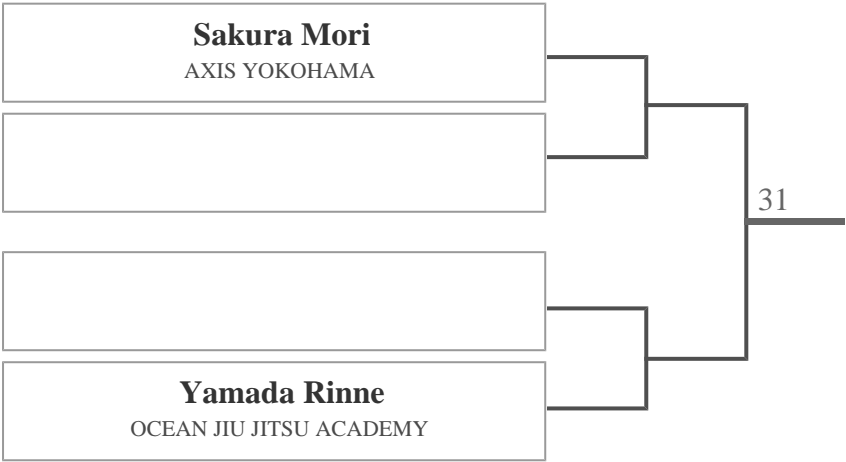 Sakura Mori
AXIS YOKOHAMA
31
Yamada Rinne
OCEAN JIU JITSU ACADEMY